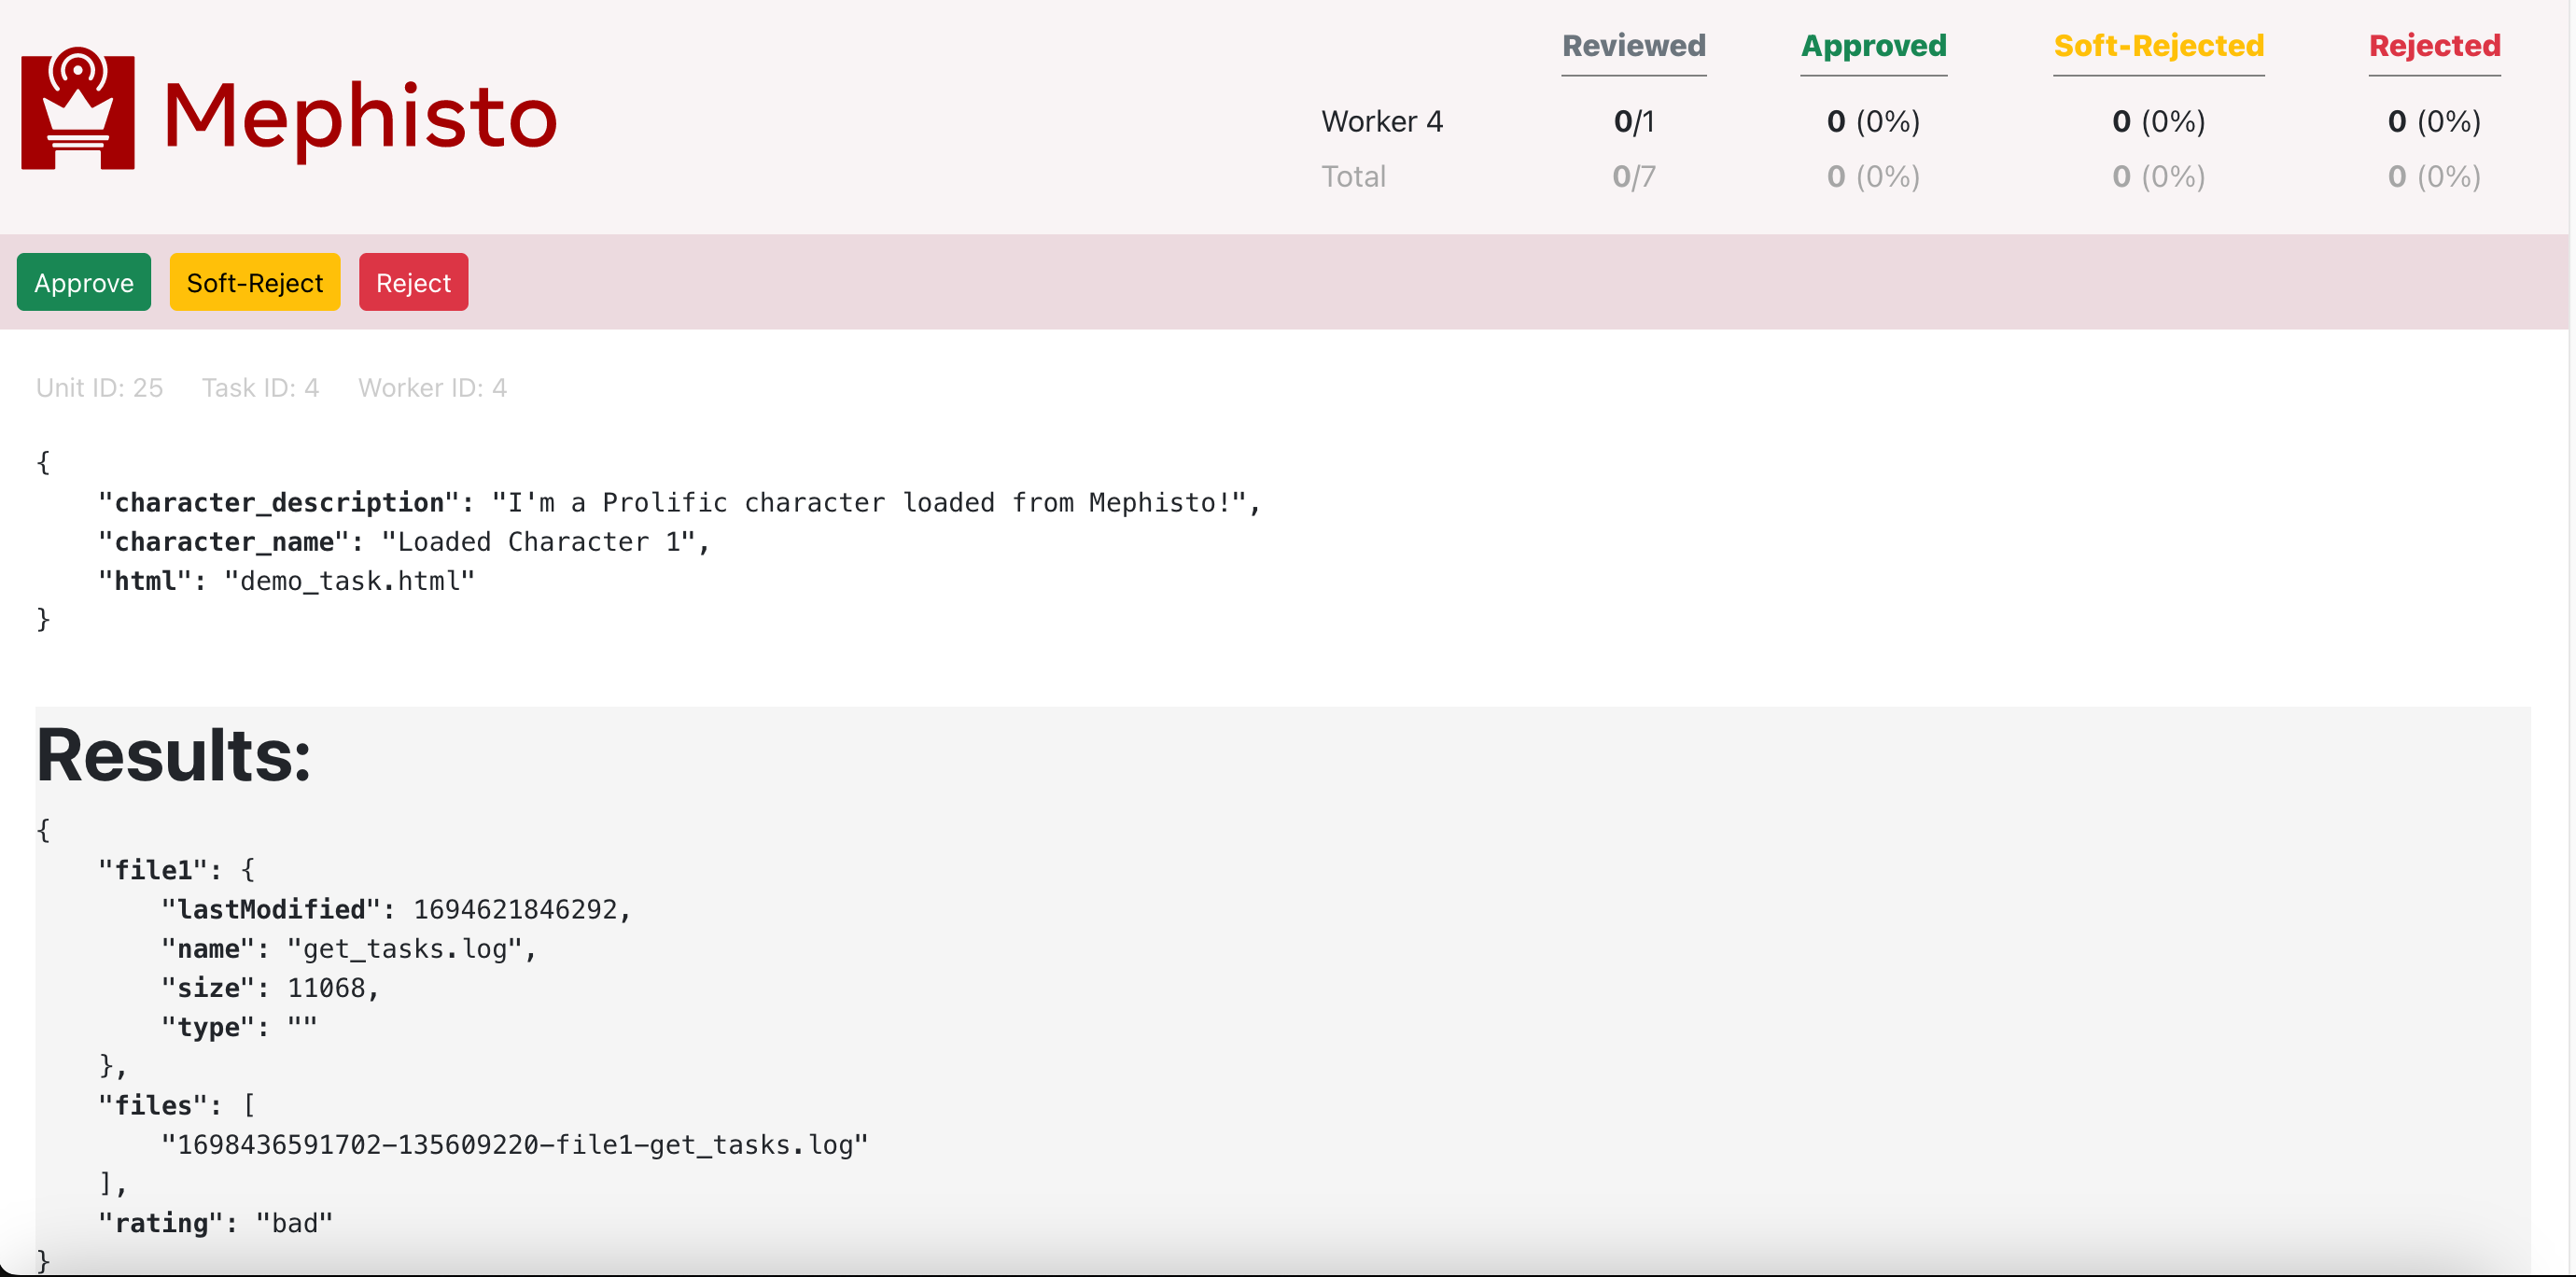 Mephisto
Reviewed Approved Soft-Rejected Rejected
Worker 4 0/1 0 (0%) 0 (0%) 0 (0%)
Total 0/7 0 (0%) 0 (0%) 0 (0%)
Approve Soft-Reject Reject
Unit ID: 25 Task ID: 4 Worker ID: 4
{
    "character_description": "I'm a Prolific character loaded from Mephisto!",
    "character_name": "Loaded Character 1",
    "html": "demo_task.html"
}
Results:
{
    "file1": {
        "lastModified": 1694621846292,
        "name": "get_tasks.log",
        "size": 11068,
        "type": ""
    },
    "files": [
        "1698436591702-135609220-file1-get_tasks.log"
    ],
    "rating": "bad"
}